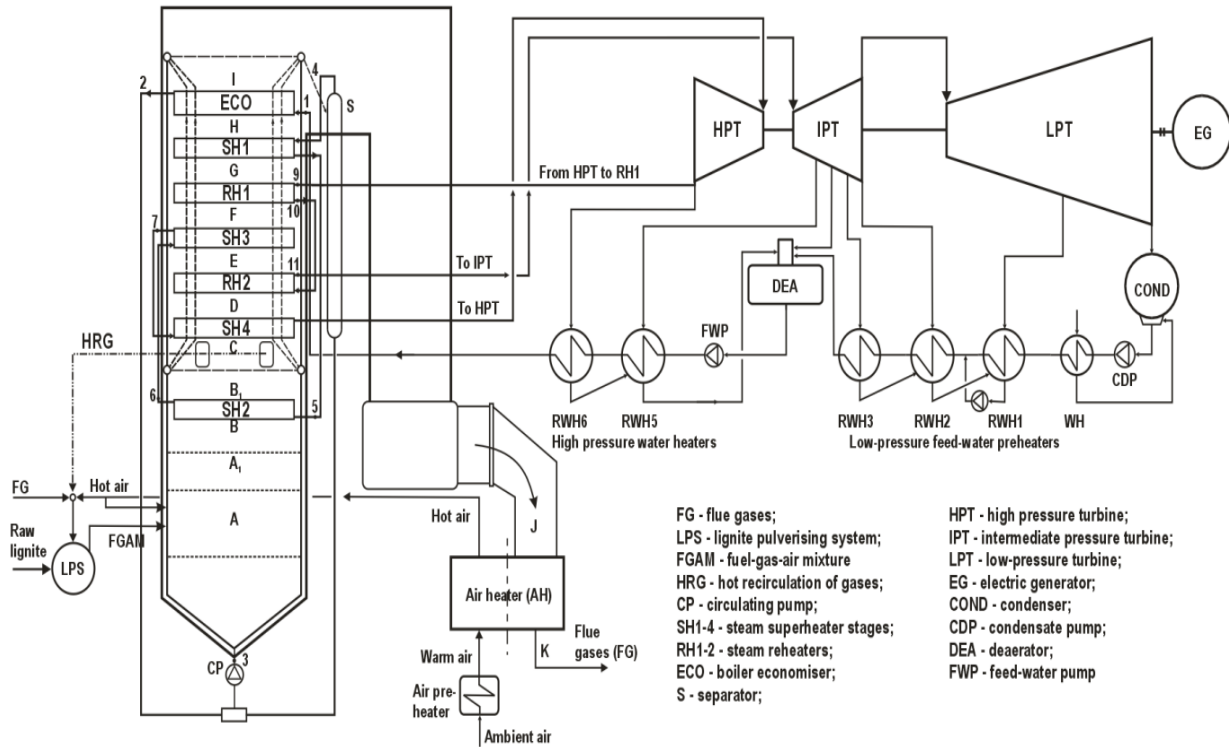 2
I
4
ECO
1
S
H
SH1
G
9
RH1
F
10
7
SH3
E
11
RH2
D
SH4
C
HRG
6
B1
SH2
5
B
A1
A
FG
Hot air
Raw
lignite
FGAM
LPS
CP
3
From HPT to RH1
To IPT
To HPT
HPT
IPT
LPT
EG
DEA
COND
FWP
CDP
RWH6
RWH5
High pressure water heaters
RWH3
RWH2
RWH1
WH
Low-pressure feed-water preheaters
Hot air
J
Air heater (AH)
Warm air
K
Flue
gases (FG)
Air pre-
heater
Ambient air
FG - flue gases;
LPS - lignite pulverising system;
FGAM - fuel-gas-air mixture
HRG - hot recirculation of gases;
CP - circulating pump;
SH1-4 - steam superheater stages;
RH1-2 - steam reheaters;
ECO - boiler economiser;
S - separator;
HPT - high pressure turbine;
IPT - intermediate pressure turbine;
LPT - low-pressure turbine;
EG - electric generator;
COND - condenser;
CDP - condensate pump;
DEA - deaerator;
FWP - feed-water pump